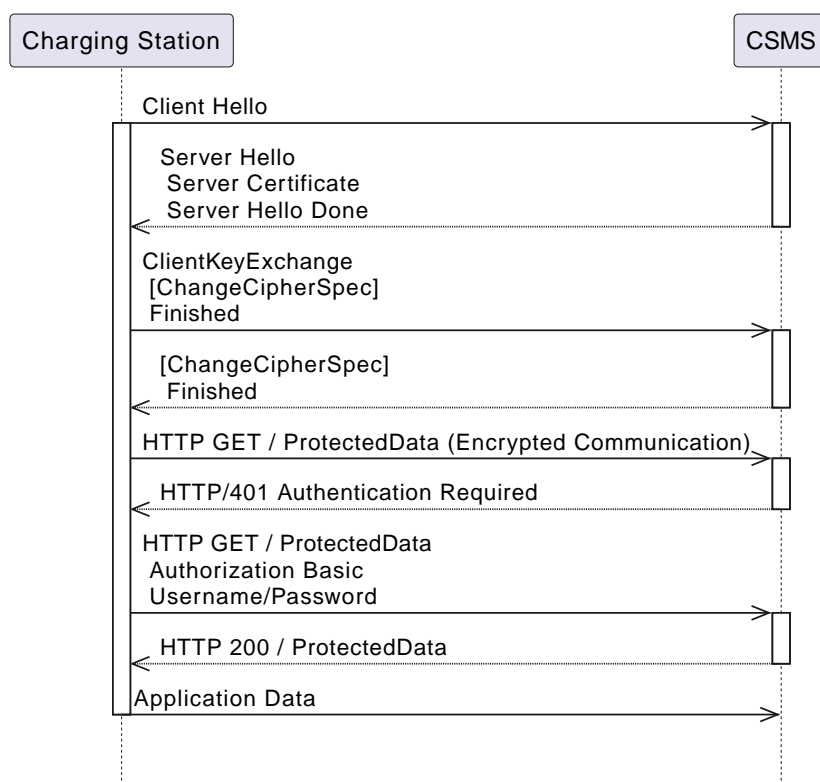 Charging Station
CSMS
Client Hello
Server Hello
Server Certificate
Server Hello Done
ClientKeyExchange
[ChangeCipherSpec]
Finished
[ChangeCipherSpec]
Finished
HTTP GET / ProtectedData (Encrypted Communication)
HTTP/401 Authentication Required
HTTP GET / ProtectedData
Authorization Basic
Username/Password
HTTP 200 / ProtectedData
Application Data